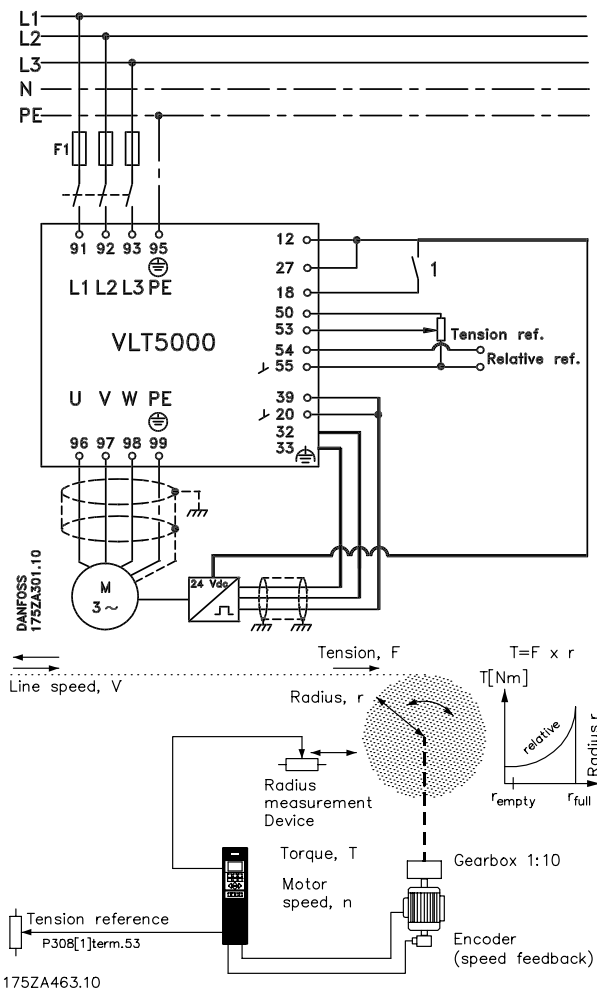 L1
L2
L3
N
PE
F1
91 92 93 95
L1 L2 L3 PE
VLT5000
U V W PE
96 97 98 99
12
27
18
50
53
54
55
39
20
32
33
1
Tension ref.
Relative ref.
M
3 ~
24 Vdc
DANFOSS
175ZA301.10
Line speed, V
Tension, F
T=F x r
Radius, r
T[Nm]
relative
Radius r
rempty
rfull
Radius
measurement
Device
Torque, T
Motor
speed, n
Gearbox 1:10
Encoder
(speed feedback)
Tension reference
P308[1]term.53
175ZA463.10